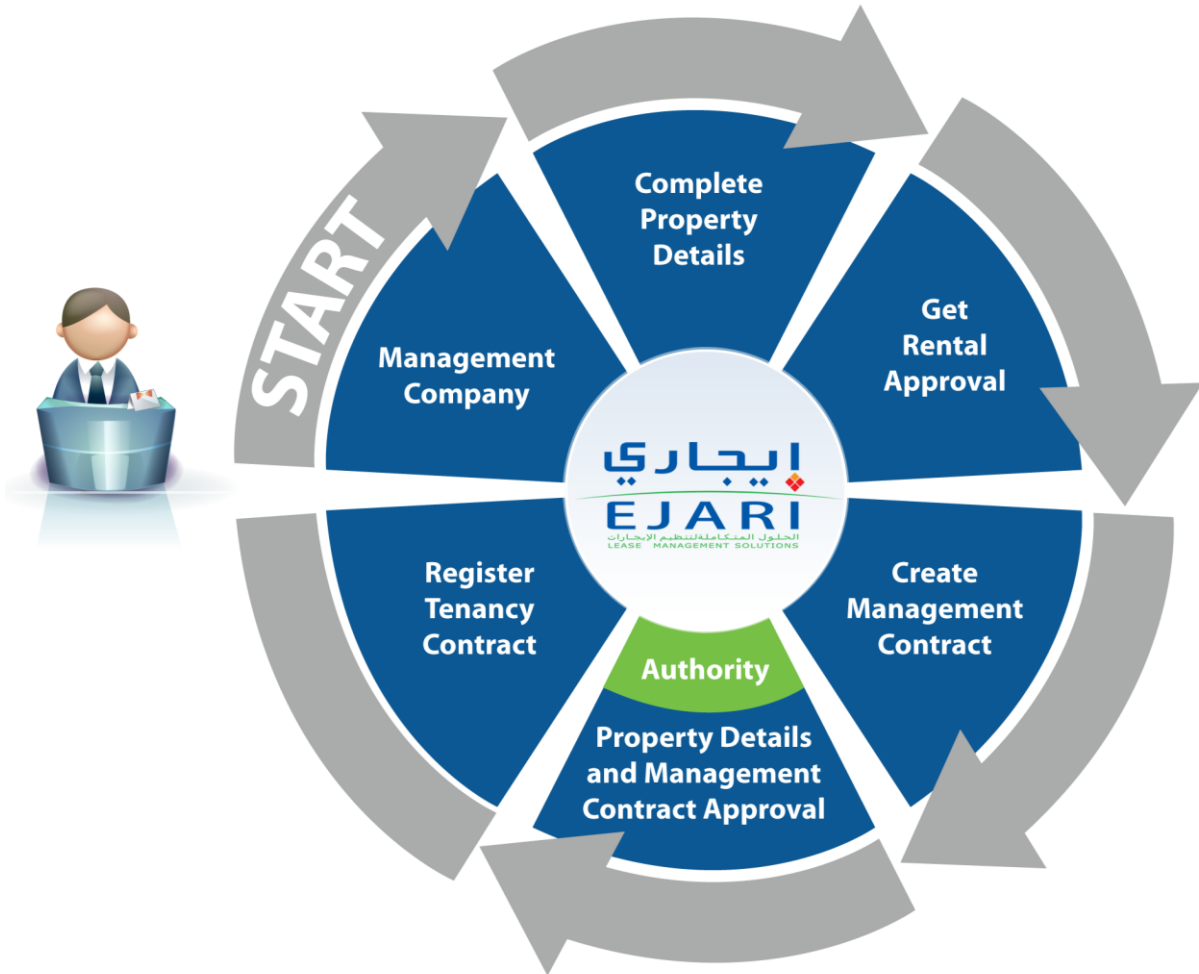 START
Management
Company
Complete
Property
Details
Get
Rental
Approval
Create
Management
Contract
Authority
Property Details
and Management
Contract Approval
Register
Tenancy
Contract
إيجاري
EJARI
الحلول المتكاملة لتنظيم الإيجارات
LEASE MANAGEMENT SOLUTIONS